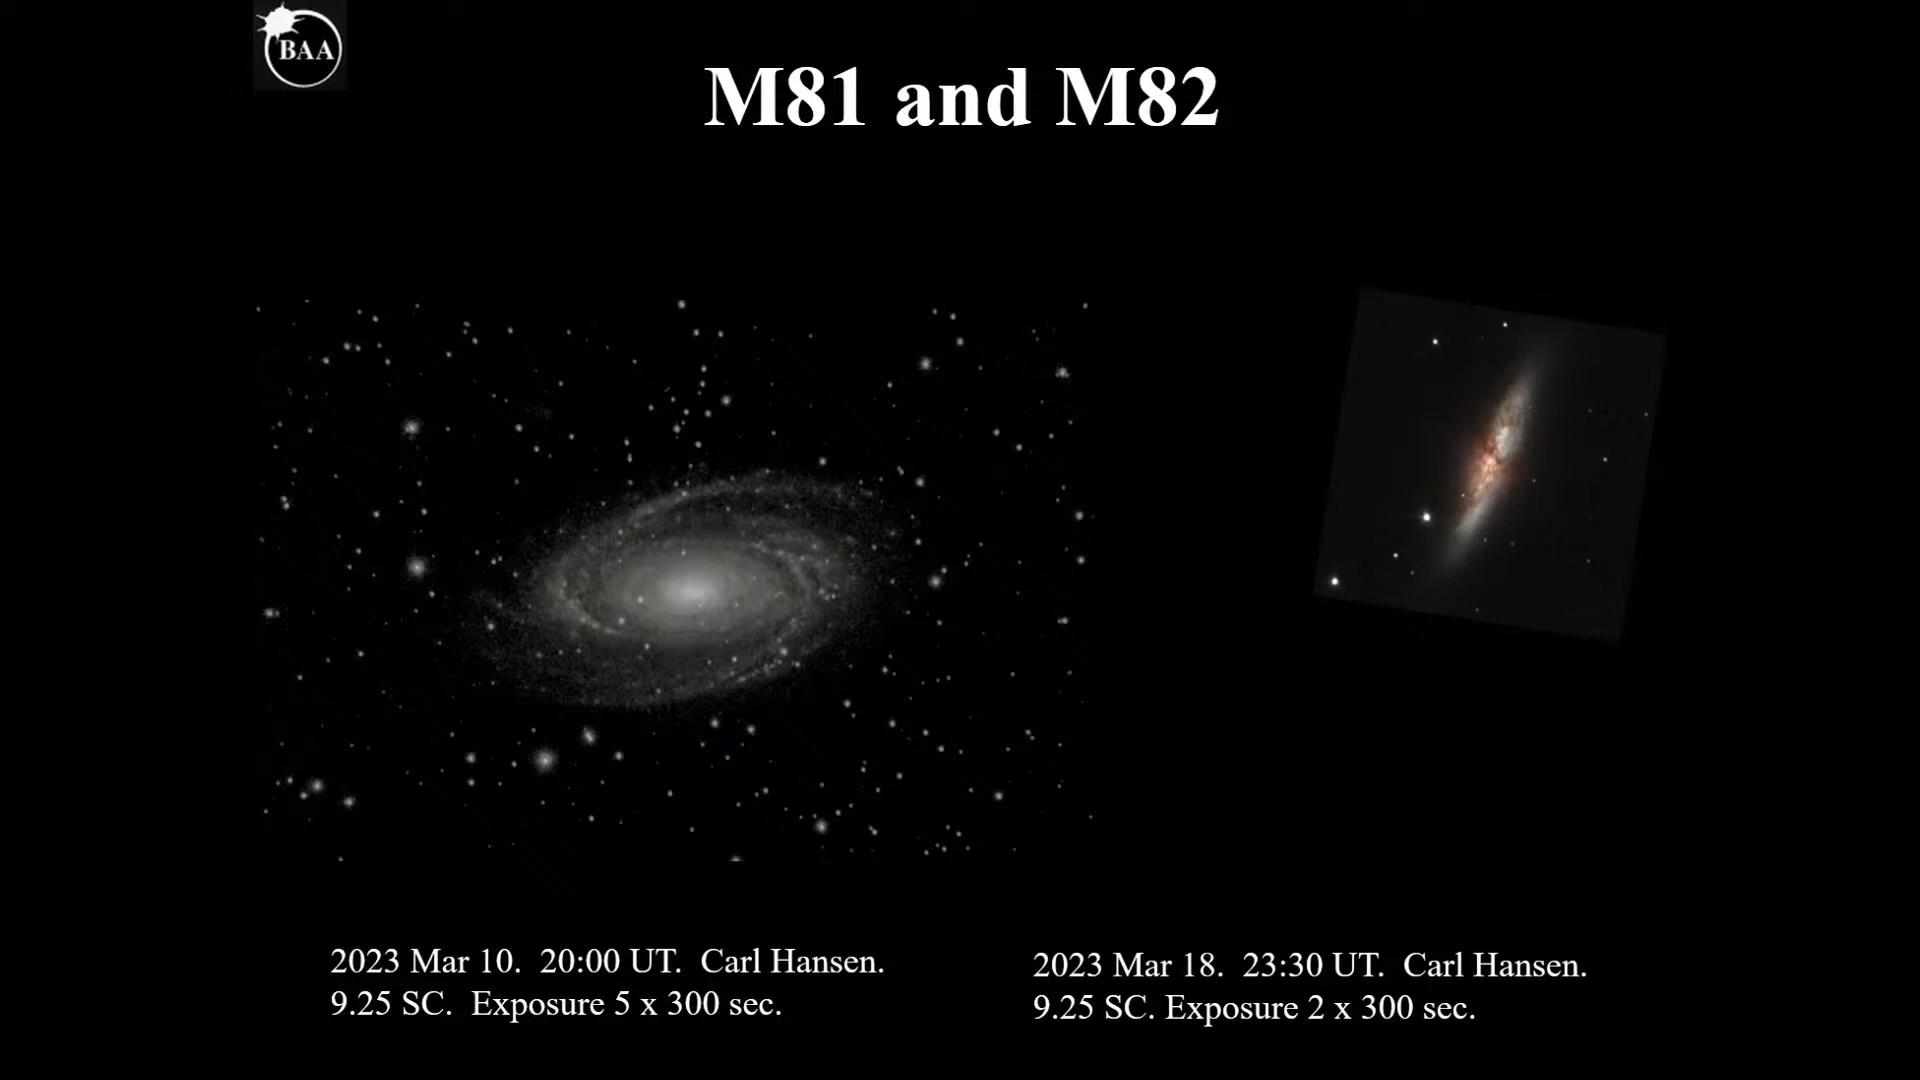 BAA
M81 and M82
2023 Mar 10.  20:00 UT.  Carl Hansen.
9.25 SC.  Exposure 5 x 300 sec.
2023 Mar 18.  23:30 UT.  Carl Hansen.
9.25 SC. Exposure 2 x 300 sec.